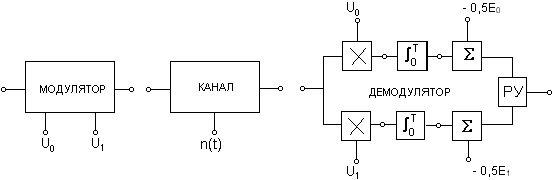 U₀
- 0,5E₀
∫₀ᵀ
Σ
МОДУЛЯТОР
КАНАЛ
ДЕМОДУЛЯТОР
РУ
U₀
U₁
n(t)
∫₀ᵀ
Σ
U₁
- 0,5E₁